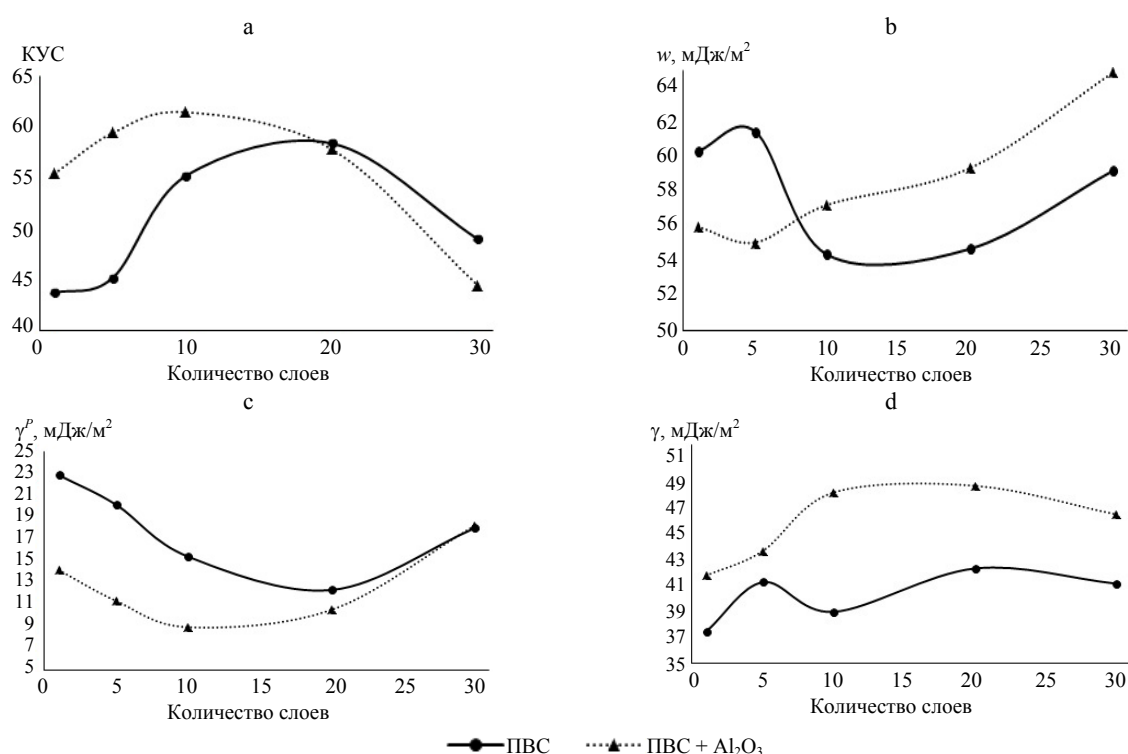 a
КУС
65
60
55
50
45
40
0 10 20 30
Количество слоев
b
w, мДж/м²
64
62
60
58
56
54
52
50
0 5 10 15 20 25 30
Количество слоев
c
γᴾ, мДж/м²
25
23
21
19
17
15
13
11
9
7
5
0 5 10 15 20 25 30
Количество слоев
d
γ, мДж/м²
51
49
47
45
43
41
39
37
35
0 5 10 15 20 25 30
Количество слоев
ПВС ПВС + Al₂O₃